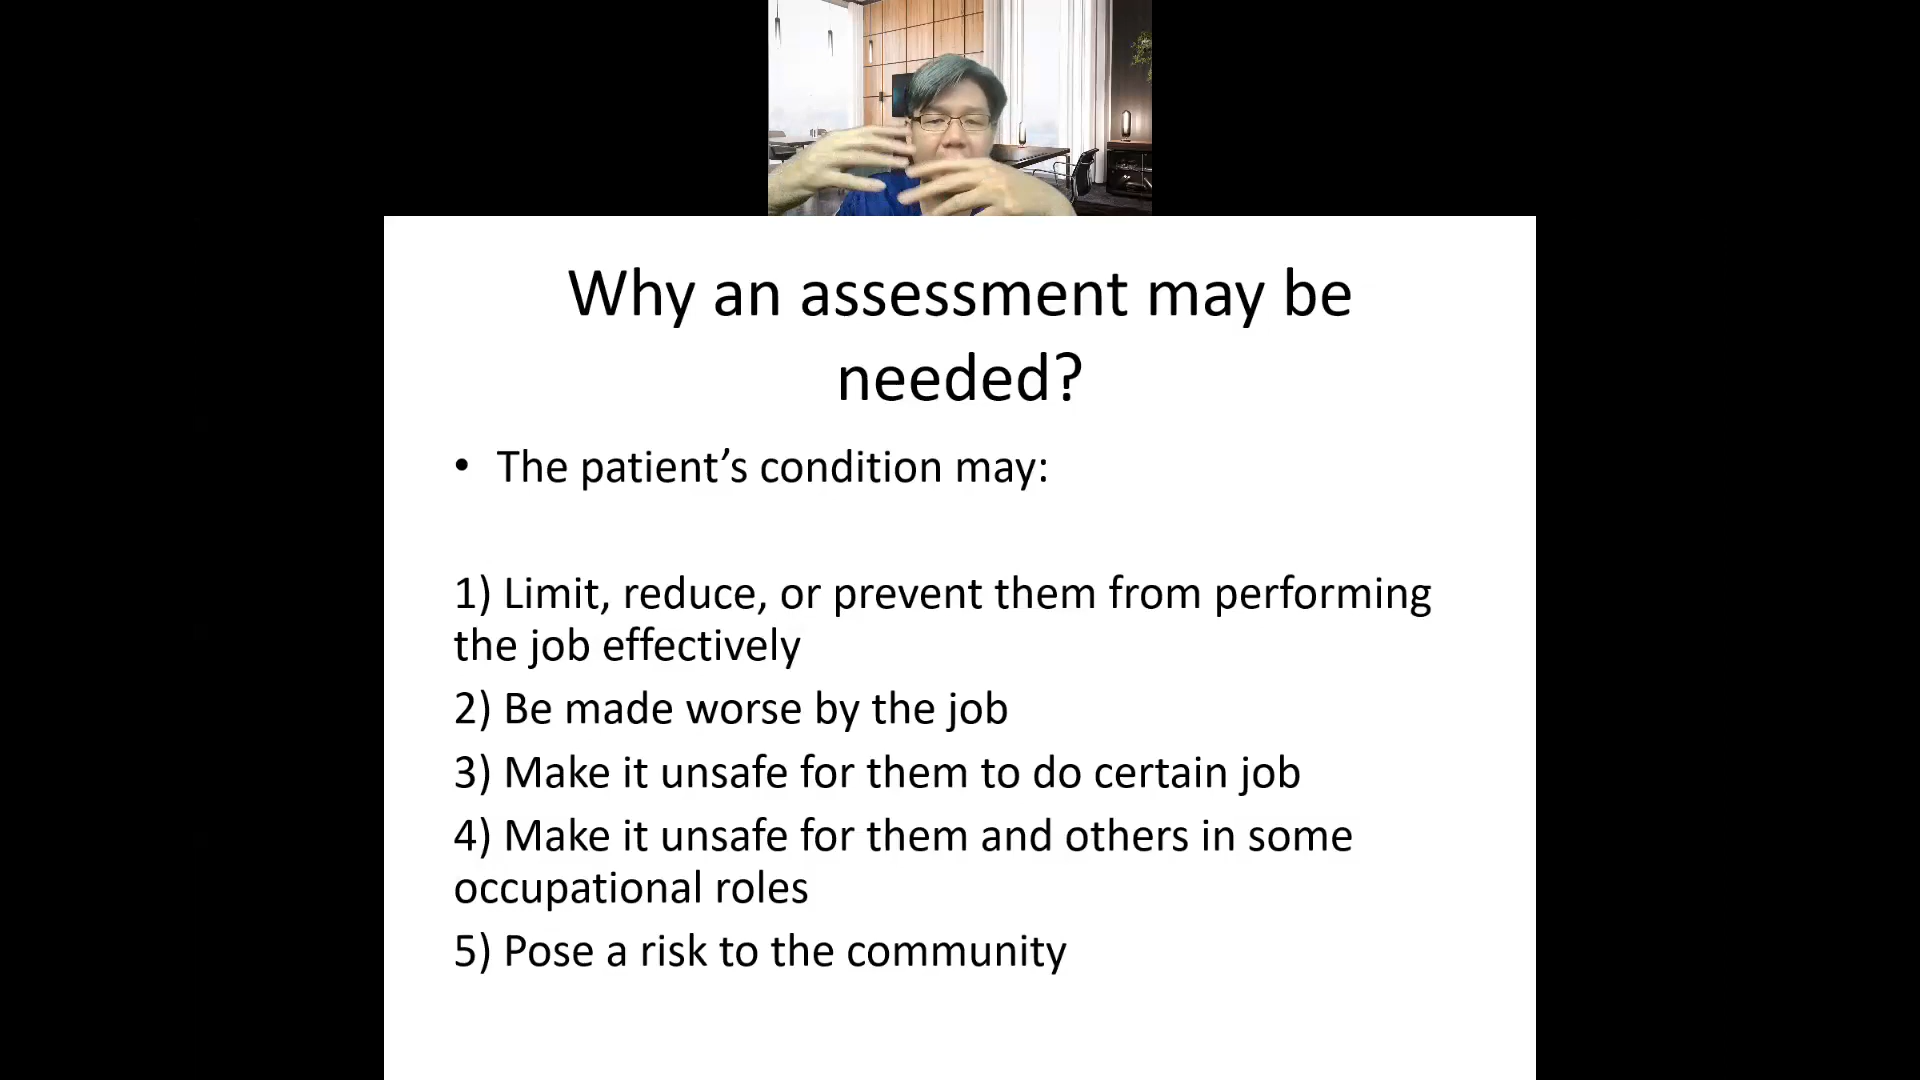 Why an assessment may be
needed?
• The patient’s condition may:
1) Limit, reduce, or prevent them from performing
the job effectively
2) Be made worse by the job
3) Make it unsafe for them to do certain job
4) Make it unsafe for them and others in some
occupational roles
5) Pose a risk to the community